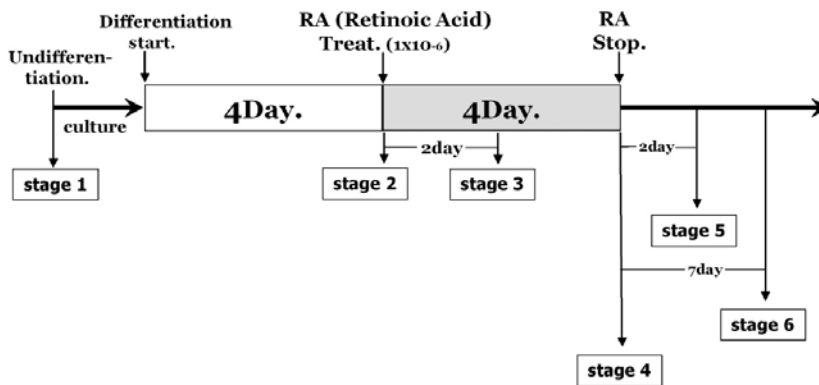 Differentiation
start.
RA (Retinoic Acid)
Treat. (1X10-6)
RA
Stop.
Undifferen-
tiation.
culture
4Day.
4Day.
2day
2day
stage 1
stage 2
stage 3
stage 5
7day
stage 6
stage 4